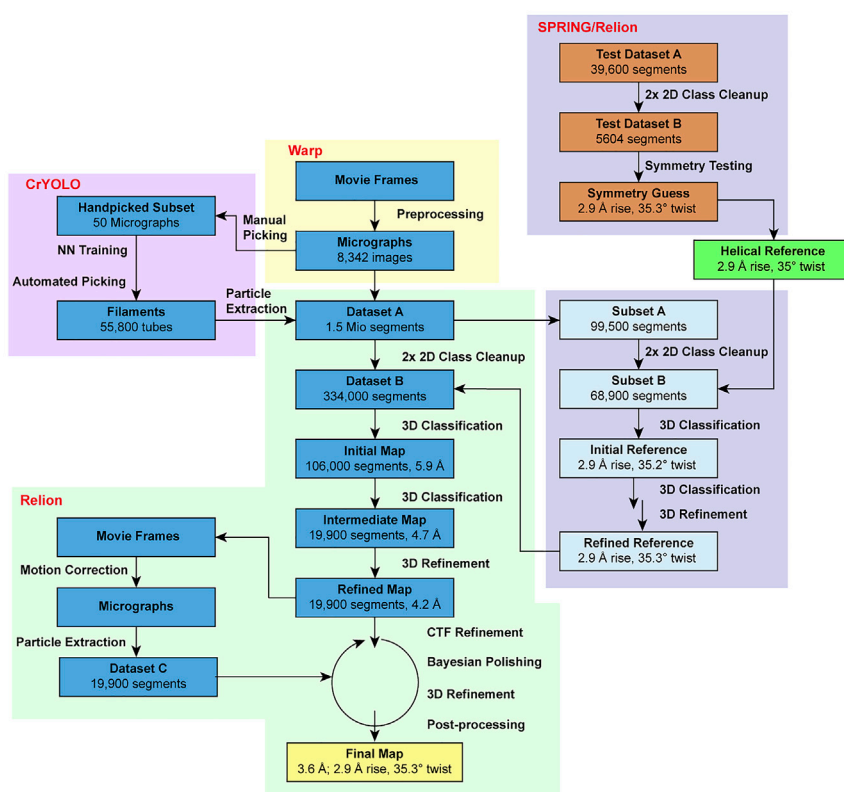 SPRING/Relion
Test Dataset A
39,600 segments
2x 2D Class Cleanup
Test Dataset B
5604 segments
Symmetry Testing
Symmetry Guess
2.9 Å rise, 35.3° twist
Helical Reference
2.9 Å rise, 35° twist
Warp
Movie Frames
Preprocessing
Micrographs
8,342 images
CrYOLO
Handpicked Subset
50 Micrographs
Manual
Picking
NN Training
Automated Picking
Filaments
55,800 tubes
Particle
Extraction
Dataset A
1.5 Mio segments
2x 2D Class Cleanup
Dataset B
334,000 segments
3D Classification
Initial Map
106,000 segments, 5.9 Å
3D Classification
Intermediate Map
19,900 segments, 4.7 Å
3D Refinement
Refined Map
19,900 segments, 4.2 Å
Subset A
99,500 segments
2x 2D Class Cleanup
Subset B
68,900 segments
3D Classification
Initial Reference
2.9 Å rise, 35.2° twist
3D Classification
3D Refinement
Refined Reference
2.9 Å rise, 35.3° twist
Relion
Movie Frames
Motion Correction
Micrographs
Particle Extraction
Dataset C
19,900 segments
CTF Refinement
Bayesian Polishing
3D Refinement
Post-processing
Final Map
3.6 Å; 2.9 Å rise, 35.3° twist